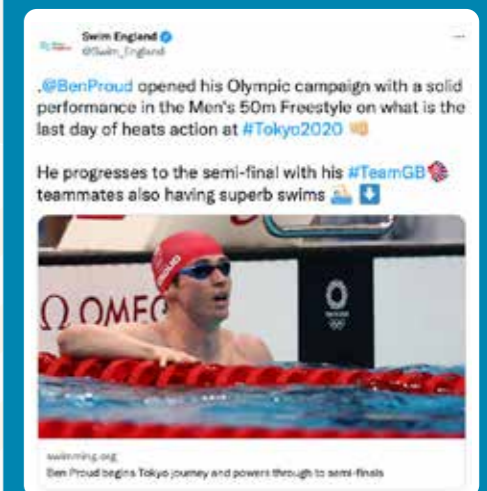 Swim England
@Swim_England
.@BenProud opened his Olympic campaign with a solid
performance in the Men's 50m Freestyle on what is the
last day of heats action at #Tokyo2020
He progresses to the semi-final with his #TeamGB
teammates also having superb swims
PROUD
OMEG
swimming.org
Ben Proud begins Tokyo journey and powers through to semi-finals